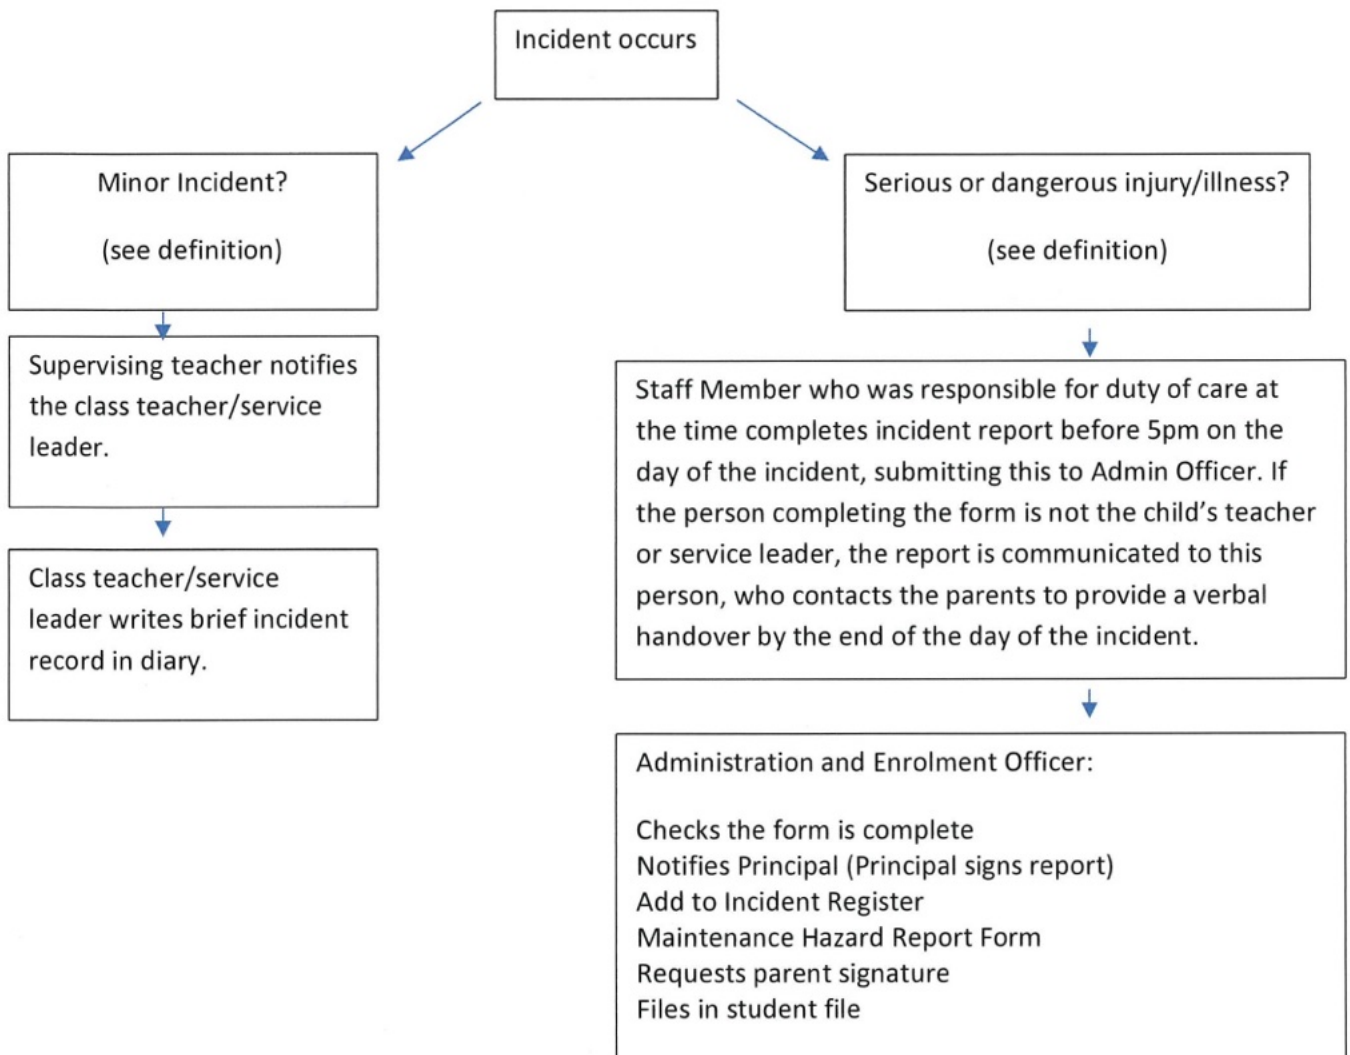 Incident occurs
Minor Incident?
(see definition)
Supervising teacher notifies
the class teacher/service
leader.
Class teacher/service
leader writes brief incident
record in diary.
Serious or dangerous injury/illness?
(see definition)
Staff Member who was responsible for duty of care at
the time completes incident report before 5pm on the
day of the incident, submitting this to Admin Officer. If
the person completing the form is not the child's teacher
or service leader, the report is communicated to this
person, who contacts the parents to provide a verbal
handover by the end of the day of the incident.
Administration and Enrolment Officer:
Checks the form is complete
Notifies Principal (Principal signs report)
Add to Incident Register
Maintenance Hazard Report Form
Requests parent signature
Files in student file